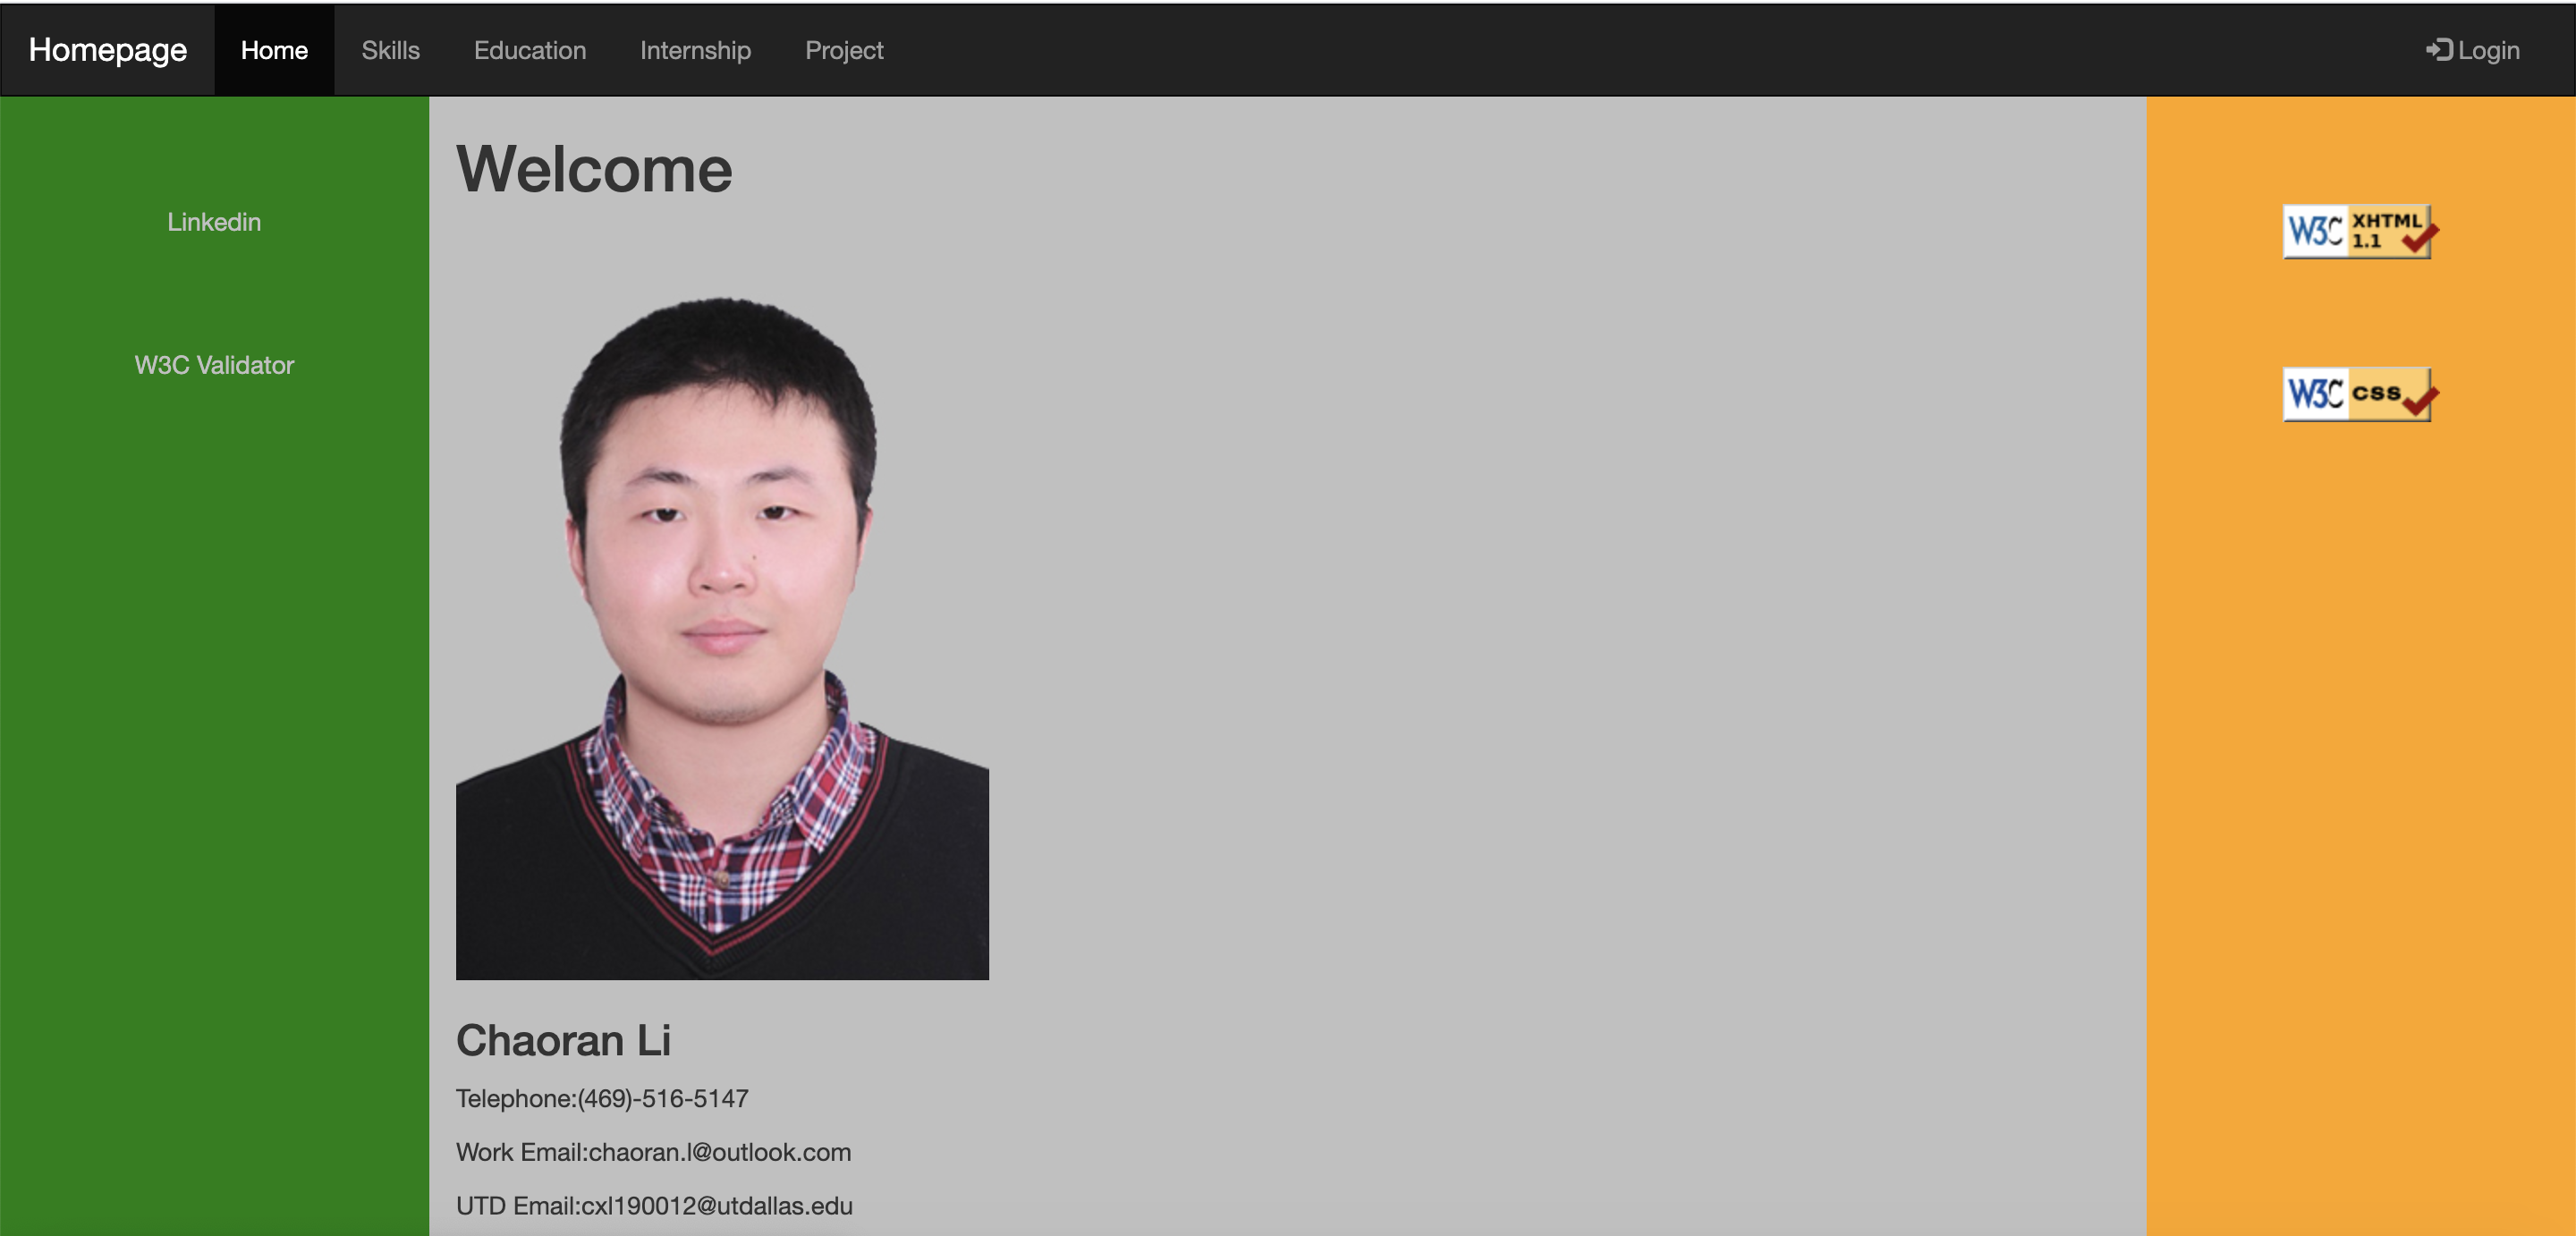 Homepage Home Skills Education Internship Project Login
Linkedin
W3C Validator
Welcome
Chaoran Li
Telephone:(469)-516-5147
Work Email:chaoran.l@outlook.com
UTD Email:cxl190012@utdallas.edu
W3C XHTML
1.1
W3C css